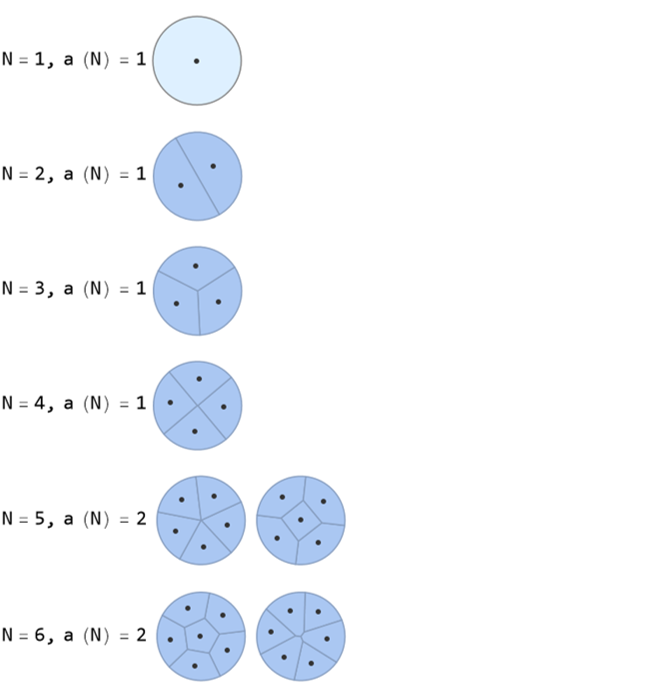 N = 1, a (N) = 1
N = 2, a (N) = 1
N = 3, a (N) = 1
N = 4, a (N) = 1
N = 5, a (N) = 2
N = 6, a (N) = 2